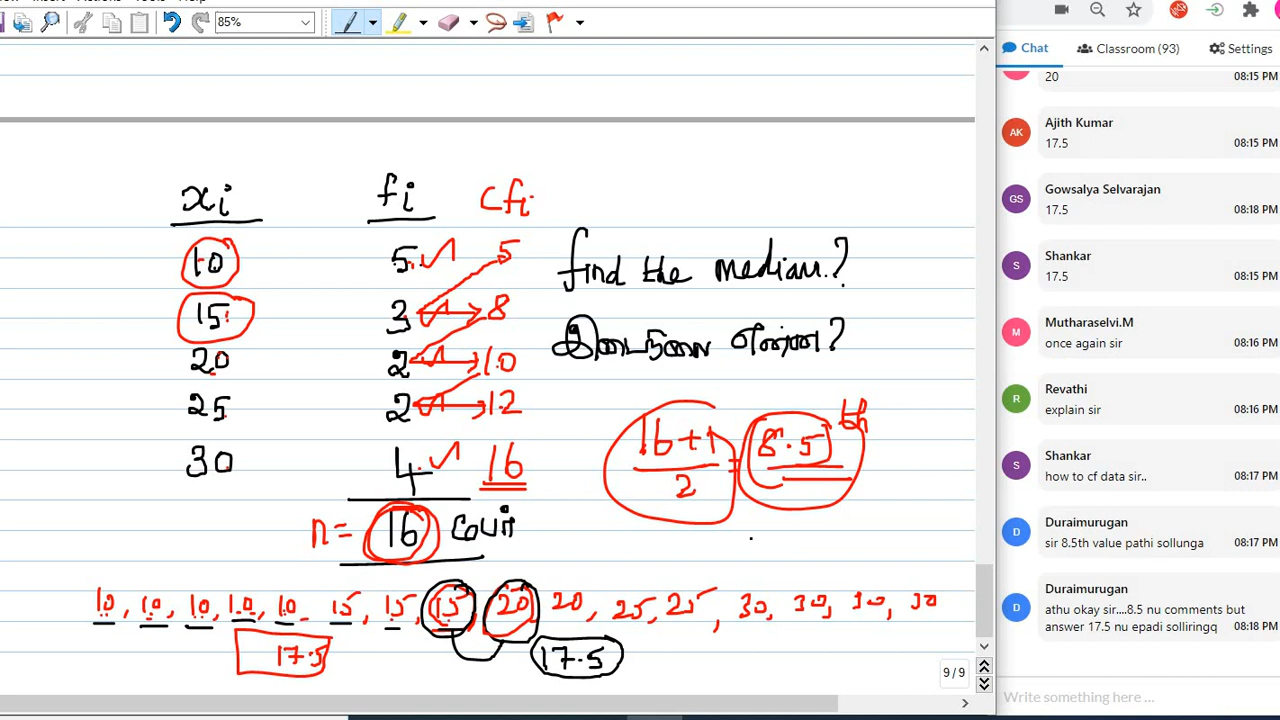 85%
Chat
Classroom (93)
Settings
20
08:15 PM
Ajith Kumar
17.5
08:15 PM
Gowsalya Selvarajan
17.5
08:18 PM
Shankar
17.5
08:15 PM
Mutharaselvi.M
once again sir
08:16 PM
Revathi
explain sir
08:16 PM
Shankar
how to cf data sir..
08:17 PM
Duraimurugan
sir 8.5th value pathi sollunga
08:17 PM
Duraimurugan
athu okay sir....8.5 nu comments but
answer 17.5 nu epadi solliringq
08:18 PM
Write something here ...
xi fi cfi
10 5 5
15 3 8
20 2 10
25 2 12
30 4 16
n = 16
find the median.?
16+1
2
= 8.5 th
10, 10, 10, 10, 10, 15, 15, 15, 20, 20, 25, 25, 30, 30, 30, 30
17.5
17.5
9/9